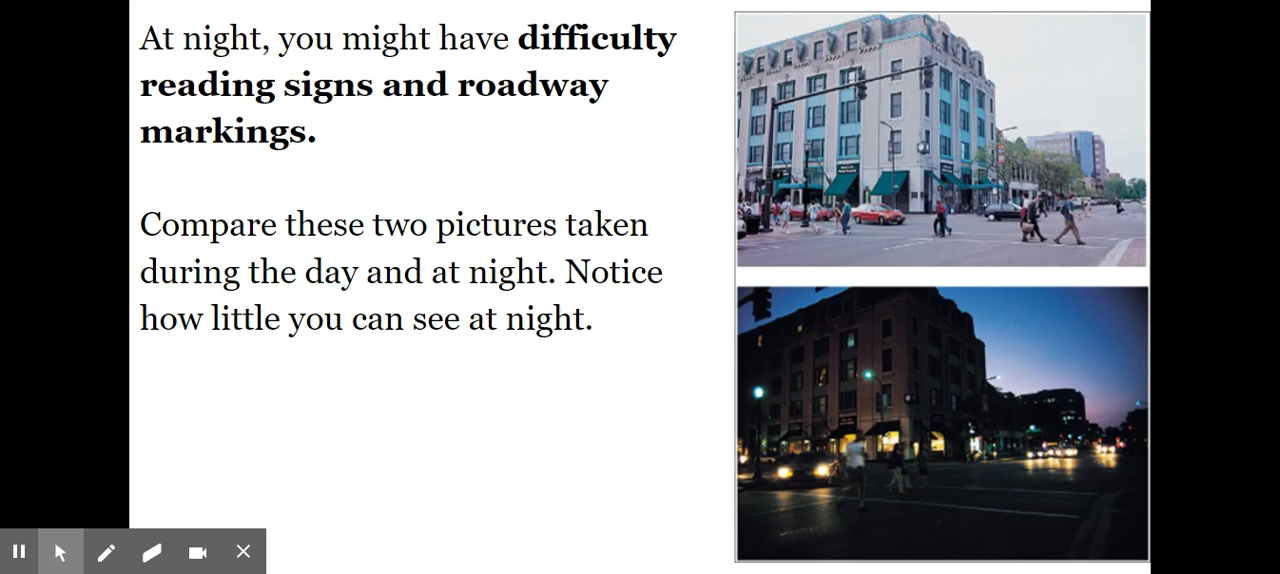 At night, you might have difficulty
reading signs and roadway
markings.
Compare these two pictures taken
during the day and at night. Notice
how little you can see at night.